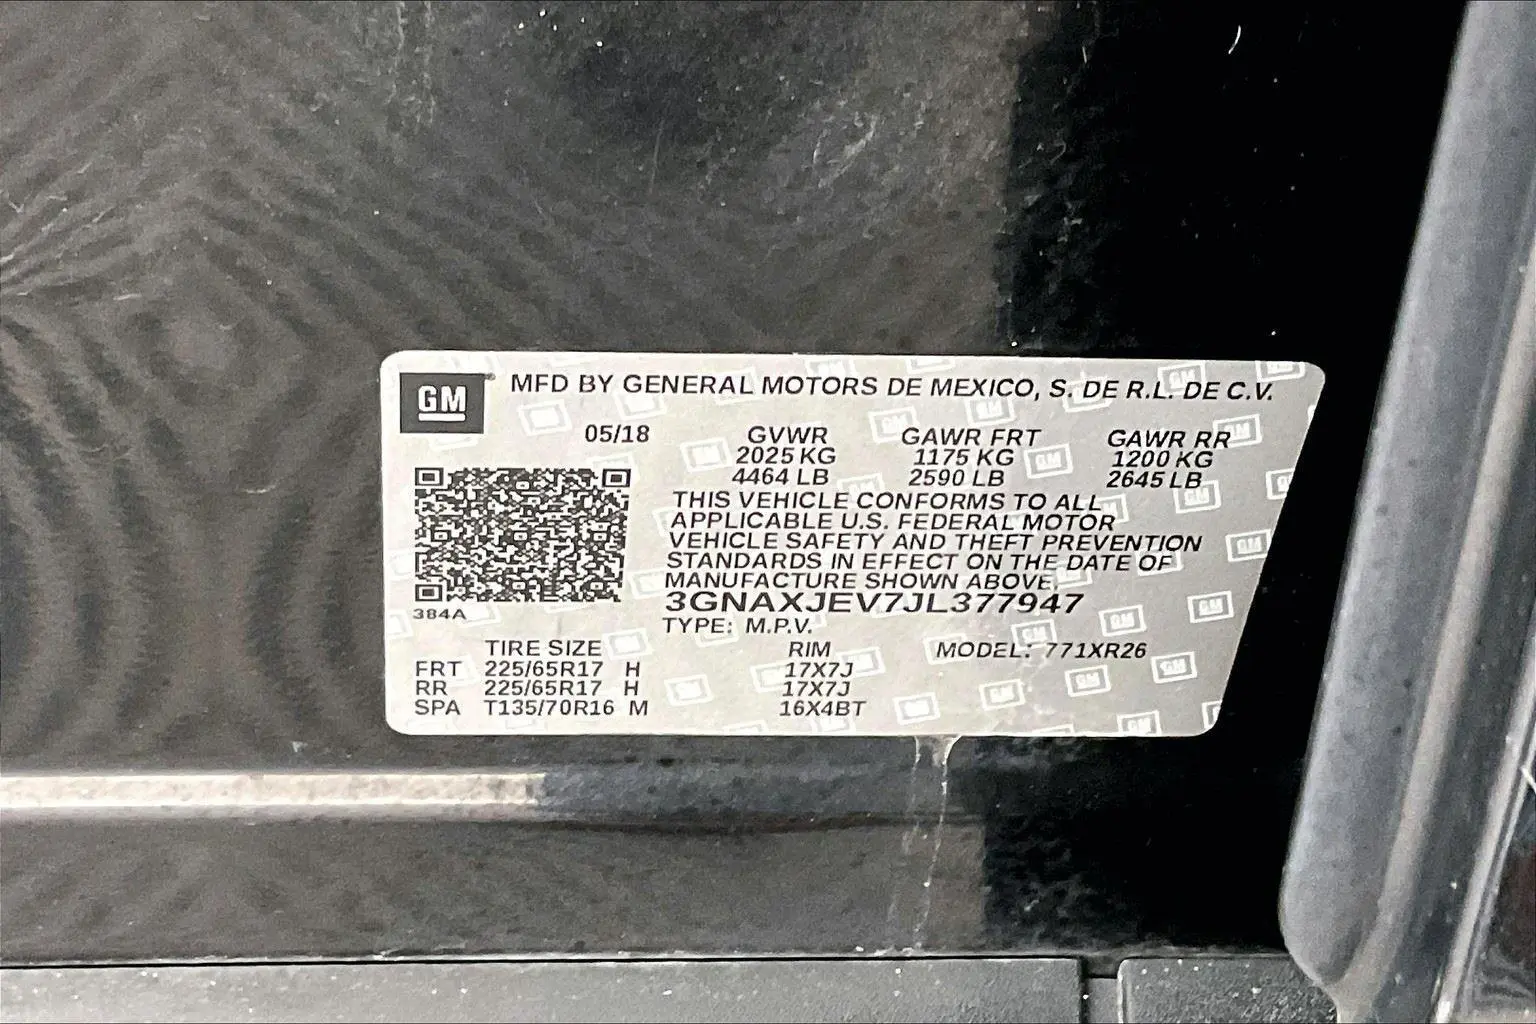 GM MFD BY GENERAL MOTORS DE MEXICO, S. DE R.L. DE C.V.
05/18 GVWR GAWR FRT GAWR RR
2025 KG 1175 KG 1200 KG
4464 LB 2590 LB 2645 LB
THIS VEHICLE CONFORMS TO ALL
APPLICABLE U.S. FEDERAL MOTOR
VEHICLE SAFETY AND THEFT PREVENTION
STANDARDS IN EFFECT ON THE DATE OF
MANUFACTURE SHOWN ABOVE.
3GNAXJEV7JL377947
384A
TYPE: M.P.V.
TIRE SIZE RIM MODEL: 771XR26
FRT 225/65R17 H 17X7J
RR 225/65R17 H 17X7J
SPA T135/70R16 M 16X4BT